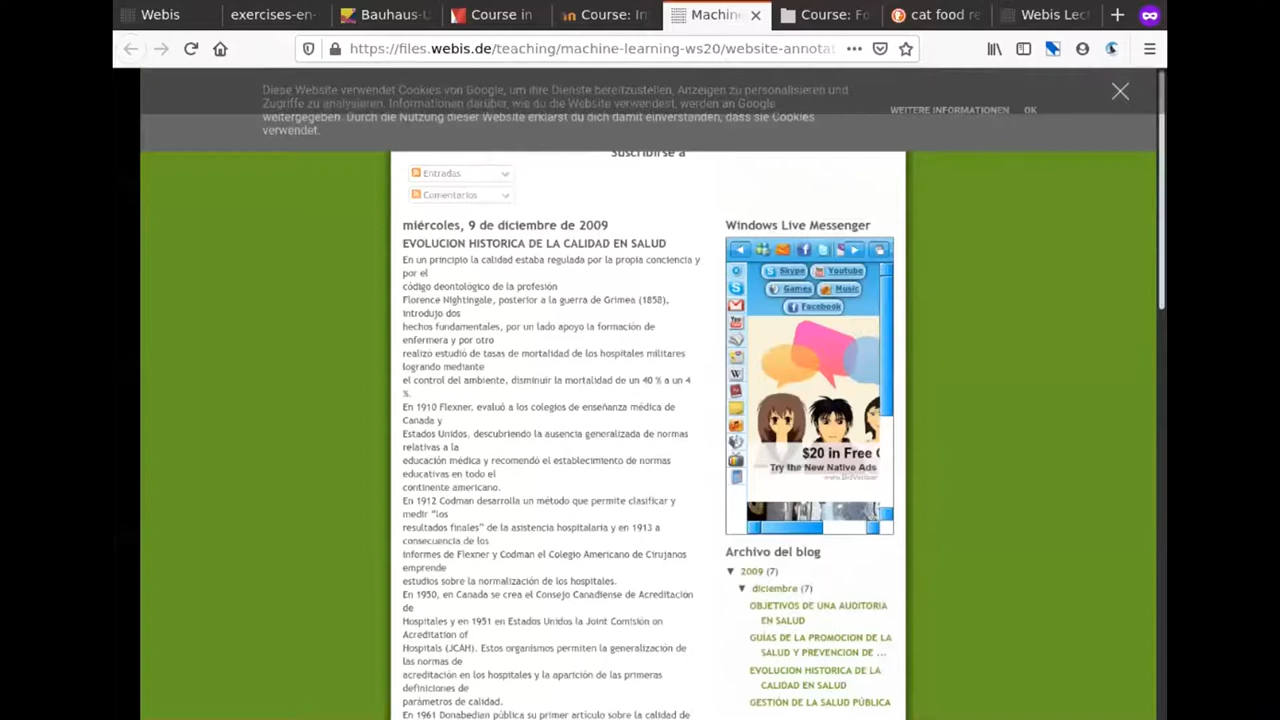 Webis
exercises-en-
Bauhaus-U
Course in
Course: In
Machin
Course: Fo
cat food re
Webis Lec
https://files.webis.de/teaching/machine-learning-ws20/website-annotat
Diese Website verwendet Cookies von Google, um ihre Dienste bereitzustellen, Anzeigen zu personalisieren und
Zugriffe zu analysieren. Informationen darüber, wie du die Website verwendest, werden an Google
weitergegeben. Durch die Nutzung dieser Website erklärst du dich damit einverstanden, dass sie Cookies
verwendet.
WEITERE INFORMATIONEN
OK
Suscribirse a
Entradas
Comentarios
miércoles, 9 de diciembre de 2009
EVOLUCION HISTORICA DE LA CALIDAD EN SALUD
En un principio la calidad estaba regulada por la propia conciencia y
por el
código deontológico de la profesión
Florence Nightingale, posterior a la guerra de Grimea (1858),
introdujo dos
hechos fundamentales, por un lado apoyo la formación de
enfermera y por otro
realizó estudió de tasas de mortalidad de los hospitales militares
logrando mediante
el control del ambiente, disminuir la mortalidad de un 40 % a un 4
%.
En 1910 Flexner, evaluó a los colegios de enseñanza médica de
Canada y
Estados Unidos, descubriendo la ausencia generalizada de normas
relativas a la
educación médica y recomendó el establecimiento de normas
educativas en todo el
continente americano.
En 1912 Codman desarrolla un método que permite clasificar y
medir “los
resultados finales” de la asistencia hospitalaria y en 1913 a
consecuencia de los
informes de Flexner y Codman el Colegio Americano de Cirujanos
emprende
estudios sobre la normalización de los hospitales.
En 1950, en Canada se crea el Consejo Canadiense de Acreditacion
de
Hospitales y en 1951 en Estados Unidos la Joint Comisión on
Acreditation of
Hospitals (JCAH). Estos organismos permiten la generalización de
las normas de
acreditación en los hospitales y la aparición de las primeras
definiciones de
parámetros de calidad.
En 1961 Donabedian pública su primer artículo sobre la calidad de
Windows Live Messenger
Skype
Youtube
Games
Music
Facebook
$20 in Free
Try the New Native Ads
Archivo del blog
▼ 2009 (7)
▼ diciembre (7)
OBJETIVOS DE UNA AUDITORIA
EN SALUD
GUÍAS DE LA PROMOCION DE LA
SALUD Y PREVENCION DE ...
EVOLUCION HISTORICA DE LA
CALIDAD EN SALUD
GESTIÓN DE LA SALUD PÚBLICA